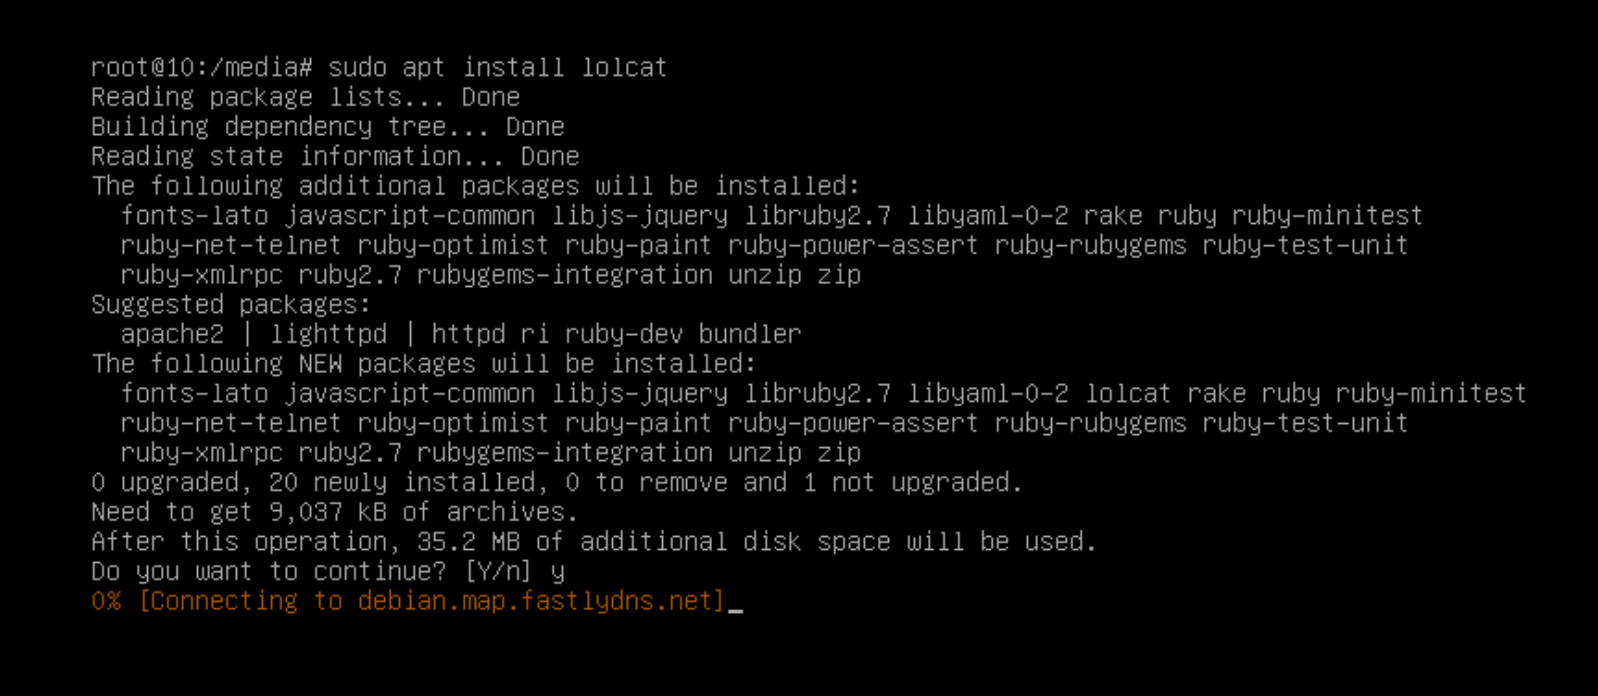 root@10:/media# sudo apt install lolcat
Reading package lists... Done
Building dependency tree... Done
Reading state information... Done
The following additional packages will be installed:
  fonts-lato javascript-common libjs-jquery libruby2.7 libyaml-0-2 rake ruby ruby-minitest
  ruby-net-telnet ruby-optimist ruby-paint ruby-power-assert ruby-rubygems ruby-test-unit
  ruby-xmlrpc ruby2.7 rubygems-integration unzip zip
Suggested packages:
  apache2 | lighttpd | httpd ri ruby-dev bundler
The following NEW packages will be installed:
  fonts-lato javascript-common libjs-jquery libruby2.7 libyaml-0-2 lolcat rake ruby ruby-minitest
  ruby-net-telnet ruby-optimist ruby-paint ruby-power-assert ruby-rubygems ruby-test-unit
  ruby-xmlrpc ruby2.7 rubygems-integration unzip zip
0 upgraded, 20 newly installed, 0 to remove and 1 not upgraded.
Need to get 9,037 kB of archives.
After this operation, 35.2 MB of additional disk space will be used.
Do you want to continue? [Y/n] y
0% [Connecting to debian.map.fastlydns.net]_